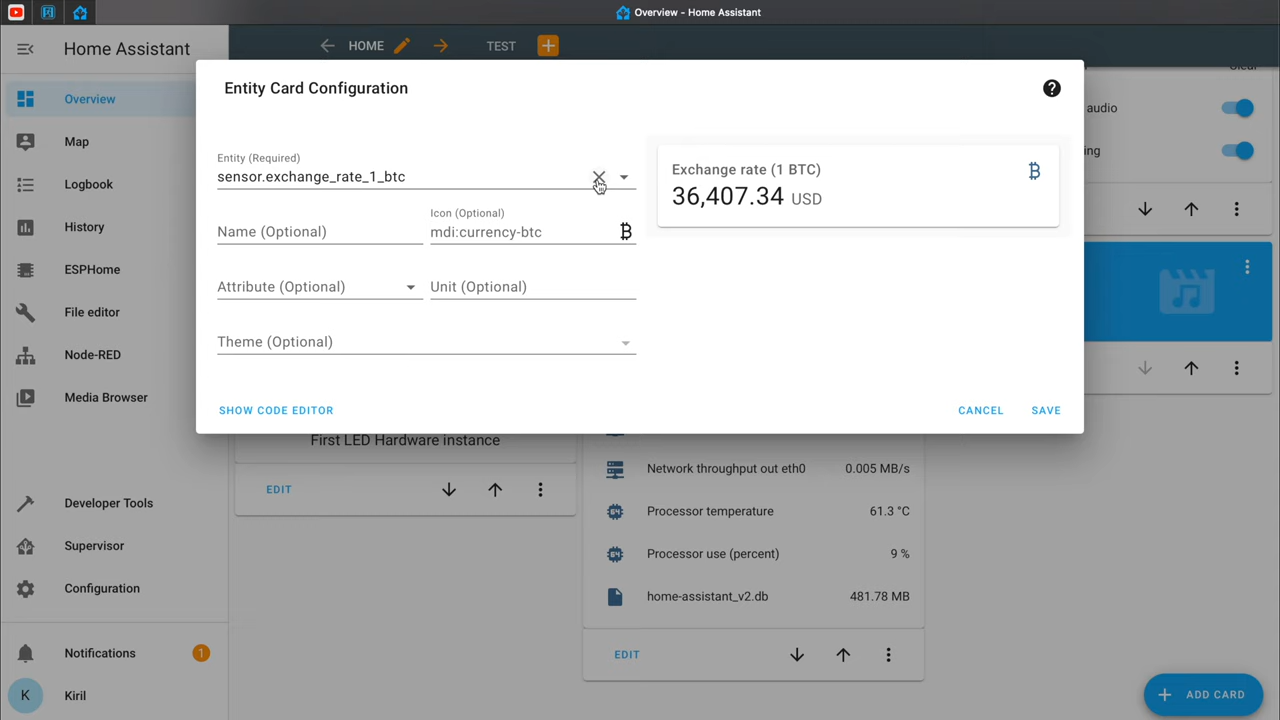 Overview – Home Assistant
Home Assistant
HOME
TEST
Overview
Map
Logbook
History
ESPHome
File editor
Node-RED
Media Browser
Developer Tools
Supervisor
Configuration
Notifications
1
K
Kiril
Entity Card Configuration
Entity (Required)
sensor.exchange_rate_1_btc
Name (Optional)
Icon (Optional)
mdi:currency-btc
Attribute (Optional)
Unit (Optional)
Theme (Optional)
SHOW CODE EDITOR
Exchange rate (1 BTC)
36,407.34 USD
CANCEL
SAVE
audio
First LED Hardware instance
EDIT
Network throughput out eth0
0.005 MB/s
Processor temperature
61.3 °C
Processor use (percent)
9 %
home-assistant_v2.db
481.78 MB
EDIT
ADD CARD